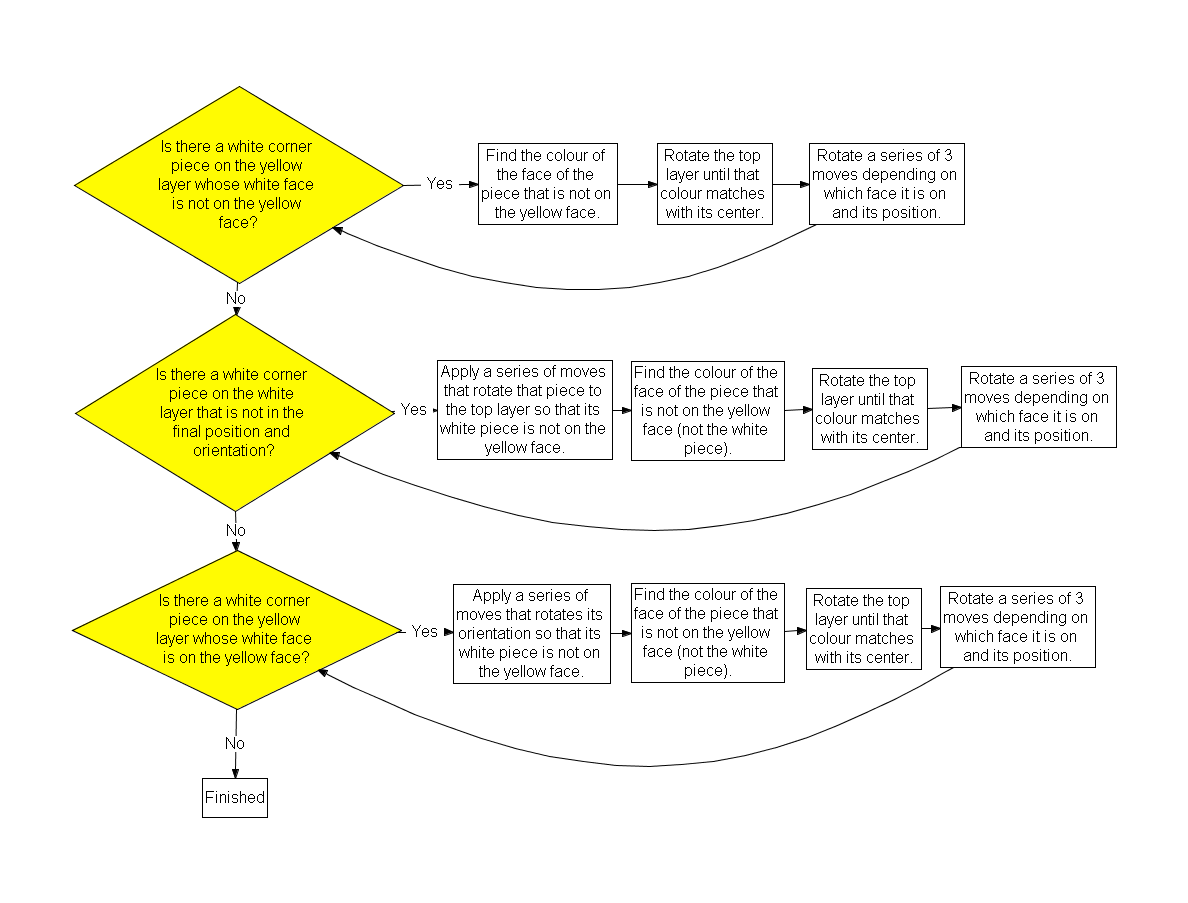 Is there a white corner
piece on the yellow
layer whose white face
is not on the yellow
face?
Yes
Find the colour of
the face of the
piece that is not on
the yellow face.
Rotate the top
layer until that
colour matches
with its center.
Rotate a series of 3
moves depending on
which face it is on
and its position.
No
Is there a white corner
piece on the white
layer that is not in the
final position and
orientation?
Yes
Apply a series of moves
that rotate that piece to
the top layer so that its
white piece is not on the
yellow face.
Find the colour of the
face of the piece that
is not on the yellow
face (not the white
piece).
Rotate the top
layer until that
colour matches
with its center.
Rotate a series of 3
moves depending on
which face it is on
and its position.
No
Is there a white corner
piece on the yellow
layer whose white face
is on the yellow face?
Yes
Apply a series of
moves that rotates its
orientation so that its
white piece is not on
the yellow face.
Find the colour of the
face of the piece that
is not on the yellow
face (not the white
piece).
Rotate the top
layer until that
colour matches
with its center.
Rotate a series of 3
moves depending on
which face it is on
and its position.
No
Finished